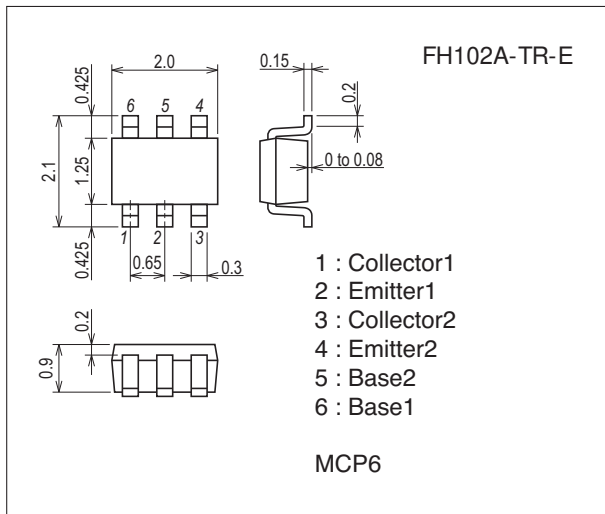 FH102A-TR-E
2.0
0.15
0.425
0.2
6 5 4
2.1
1.25
0 to 0.08
1 2 3
0.425
0.65
0.3
1 : Collector1
2 : Emitter1
3 : Collector2
4 : Emitter2
5 : Base2
6 : Base1
0.2
0.9
MCP6